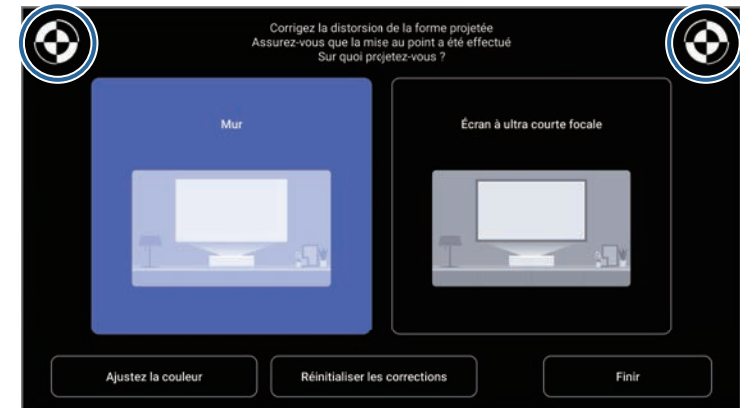 Corrigez la distorsion de la forme projetée
Assurez-vous que la mise au point a été effectué
Sur quoi projetez-vous ?
Mur
Écran à ultra courte focale
Ajustez la couleur
Réinitialiser les corrections
Finir